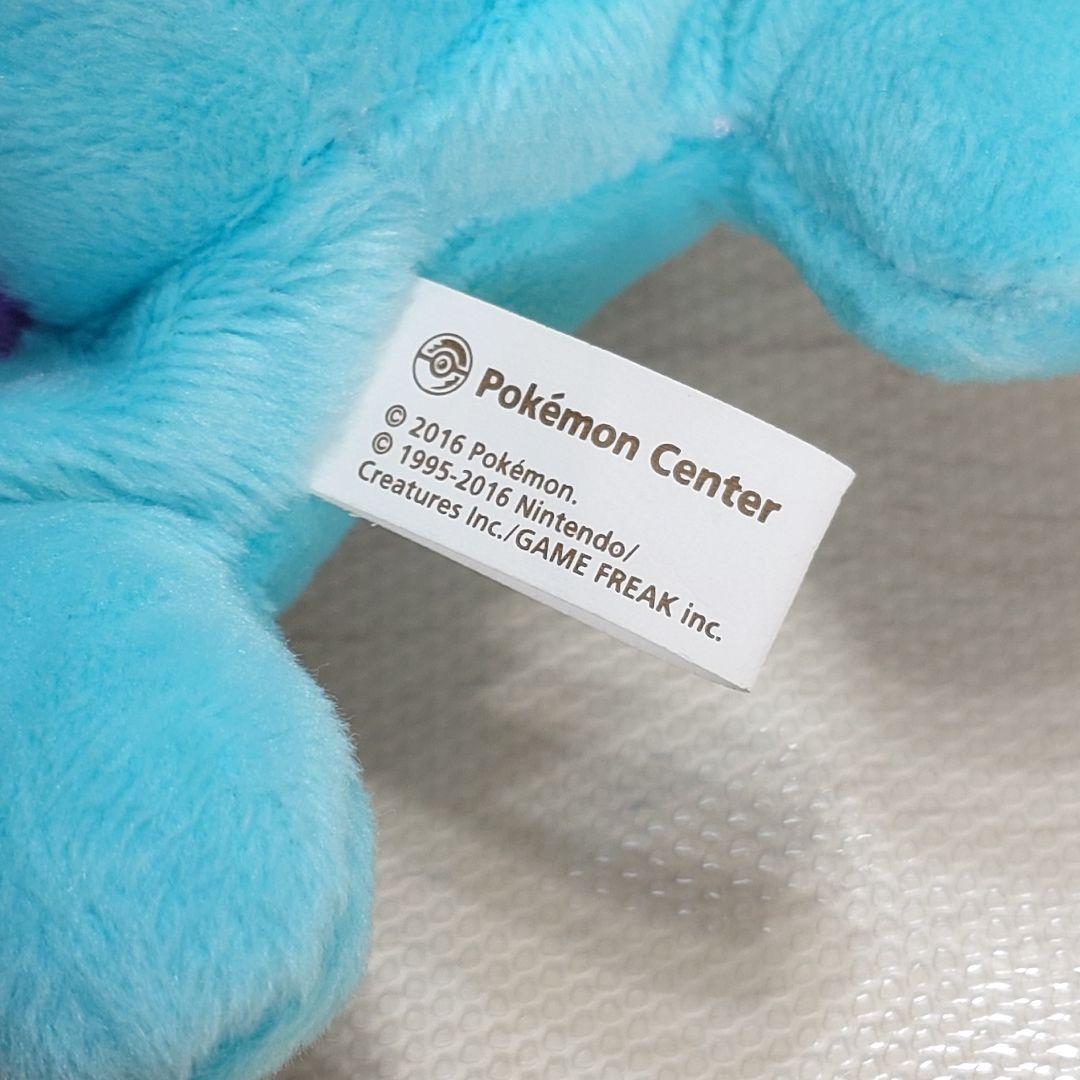 Pokémon Center
© 2016 Pokémon.
© 1995-2016 Nintendo/
Creatures Inc./GAME FREAK inc.